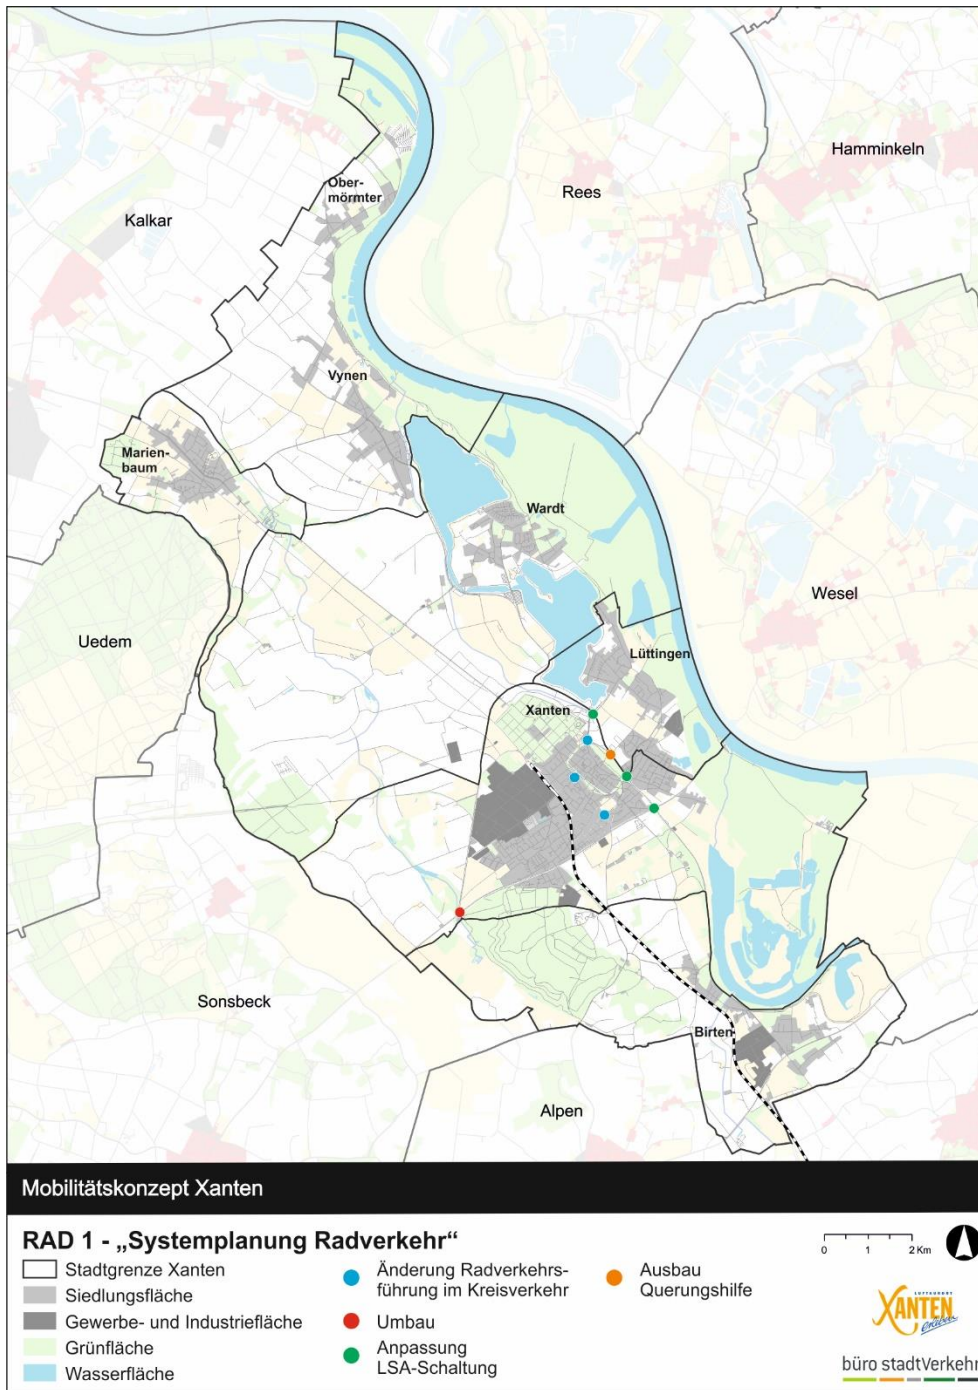 Hamminkeln
Ober-
mörmter
Rees
Kalkar
Vynen
Marien-
baum
Wardt
Wesel
Uedem
Lüttingen
Xanten
Sonsbeck
Birten
Alpen
Mobilitätskonzept Xanten
RAD 1 - „Systemplanung Radverkehr“
Stadtgrenze Xanten
Siedlungsfläche
Gewerbe- und Industriefläche
Grünfläche
Wasserfläche
Änderung Radverkehrs-
führung im Kreisverkehr
Umbau
Anpassung
LSA-Schaltung
Ausbau
Querungshilfe
0 1 2 Km
LUFTKURORT
XANTEN
erleben
büro stadtVerkehr